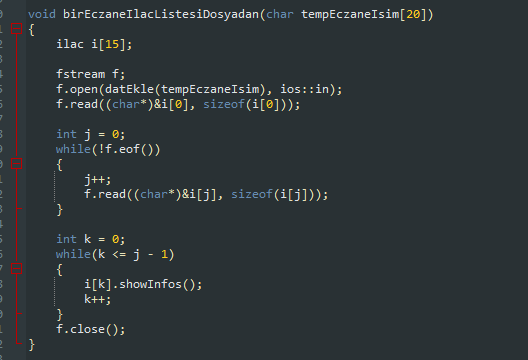 void birEczaneIlacListesiDosyadan(char tempEczaneIsim[20])
{
ilac i[15];
fstream f;
f.open(datEkle(tempEczaneIsim), ios::in);
f.read((char*)&i[0], sizeof(i[0]));
int j = 0;
while(!f.eof())
{
j++;
f.read((char*)&i[j], sizeof(i[j]));
}
int k = 0;
while(k <= j - 1)
{
i[k].showInfos();
k++;
}
f.close();
}